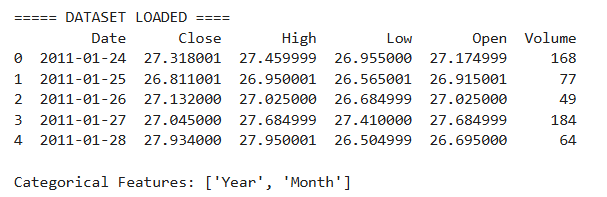 ===== DATASET LOADED ====
Date Close High Low Open Volume
0 2011-01-24 27.318001 27.459999 26.955000 27.174999 168
1 2011-01-25 26.811001 26.950001 26.565001 26.915001 77
2 2011-01-26 27.132000 27.025000 26.684999 27.025000 49
3 2011-01-27 27.045000 27.684999 27.410000 27.684999 184
4 2011-01-28 27.934000 27.950001 26.504999 26.695000 64
Categorical Features: ['Year', 'Month']